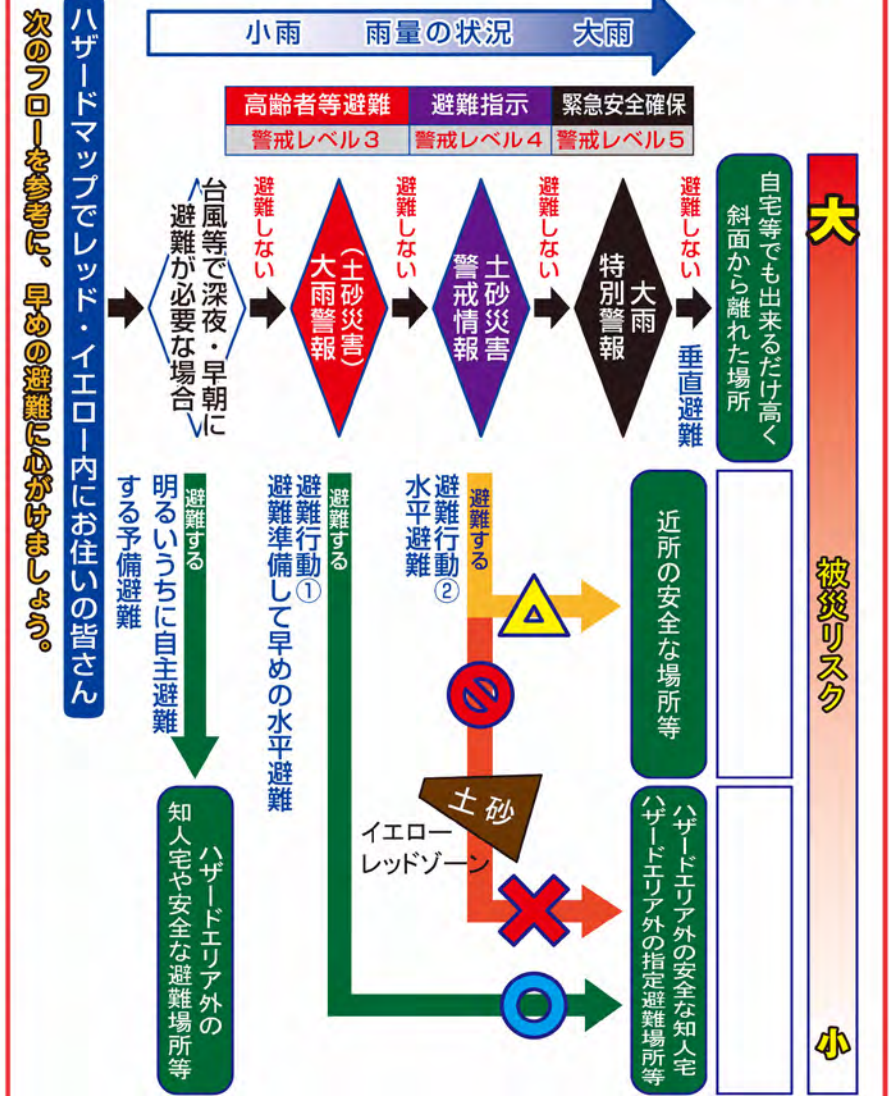 小雨 雨量の状況 大雨
ハザードマップでレッド・イエロー内にお住いの皆さん
次のフローを参考に、早めの避難に心がけましょう。
高齢者等避難
警戒レベル3
避難指示
警戒レベル4
緊急安全確保
警戒レベル5
台風等で深夜・早朝に
避難が必要な場合
避難しない
(土砂災害)
大雨警報
避難しない
土砂災害
警戒情報
避難しない
大雨
特別警報
避難しない
垂直避難
自宅等でも出来るだけ高く
斜面から離れた場所
避難する
明るいうちに自主避難
する予備避難
避難する
避難行動①
避難準備して早めの水平避難
避難する
避難行動②
水平避難
近所の安全な場所等
土砂
イエロー
レッドゾーン
ハザードエリア外の
知人宅や安全な避難場所等
ハザードエリア外の安全な知人宅
ハザードエリア外の指定避難場所等
大
被災リスク
小